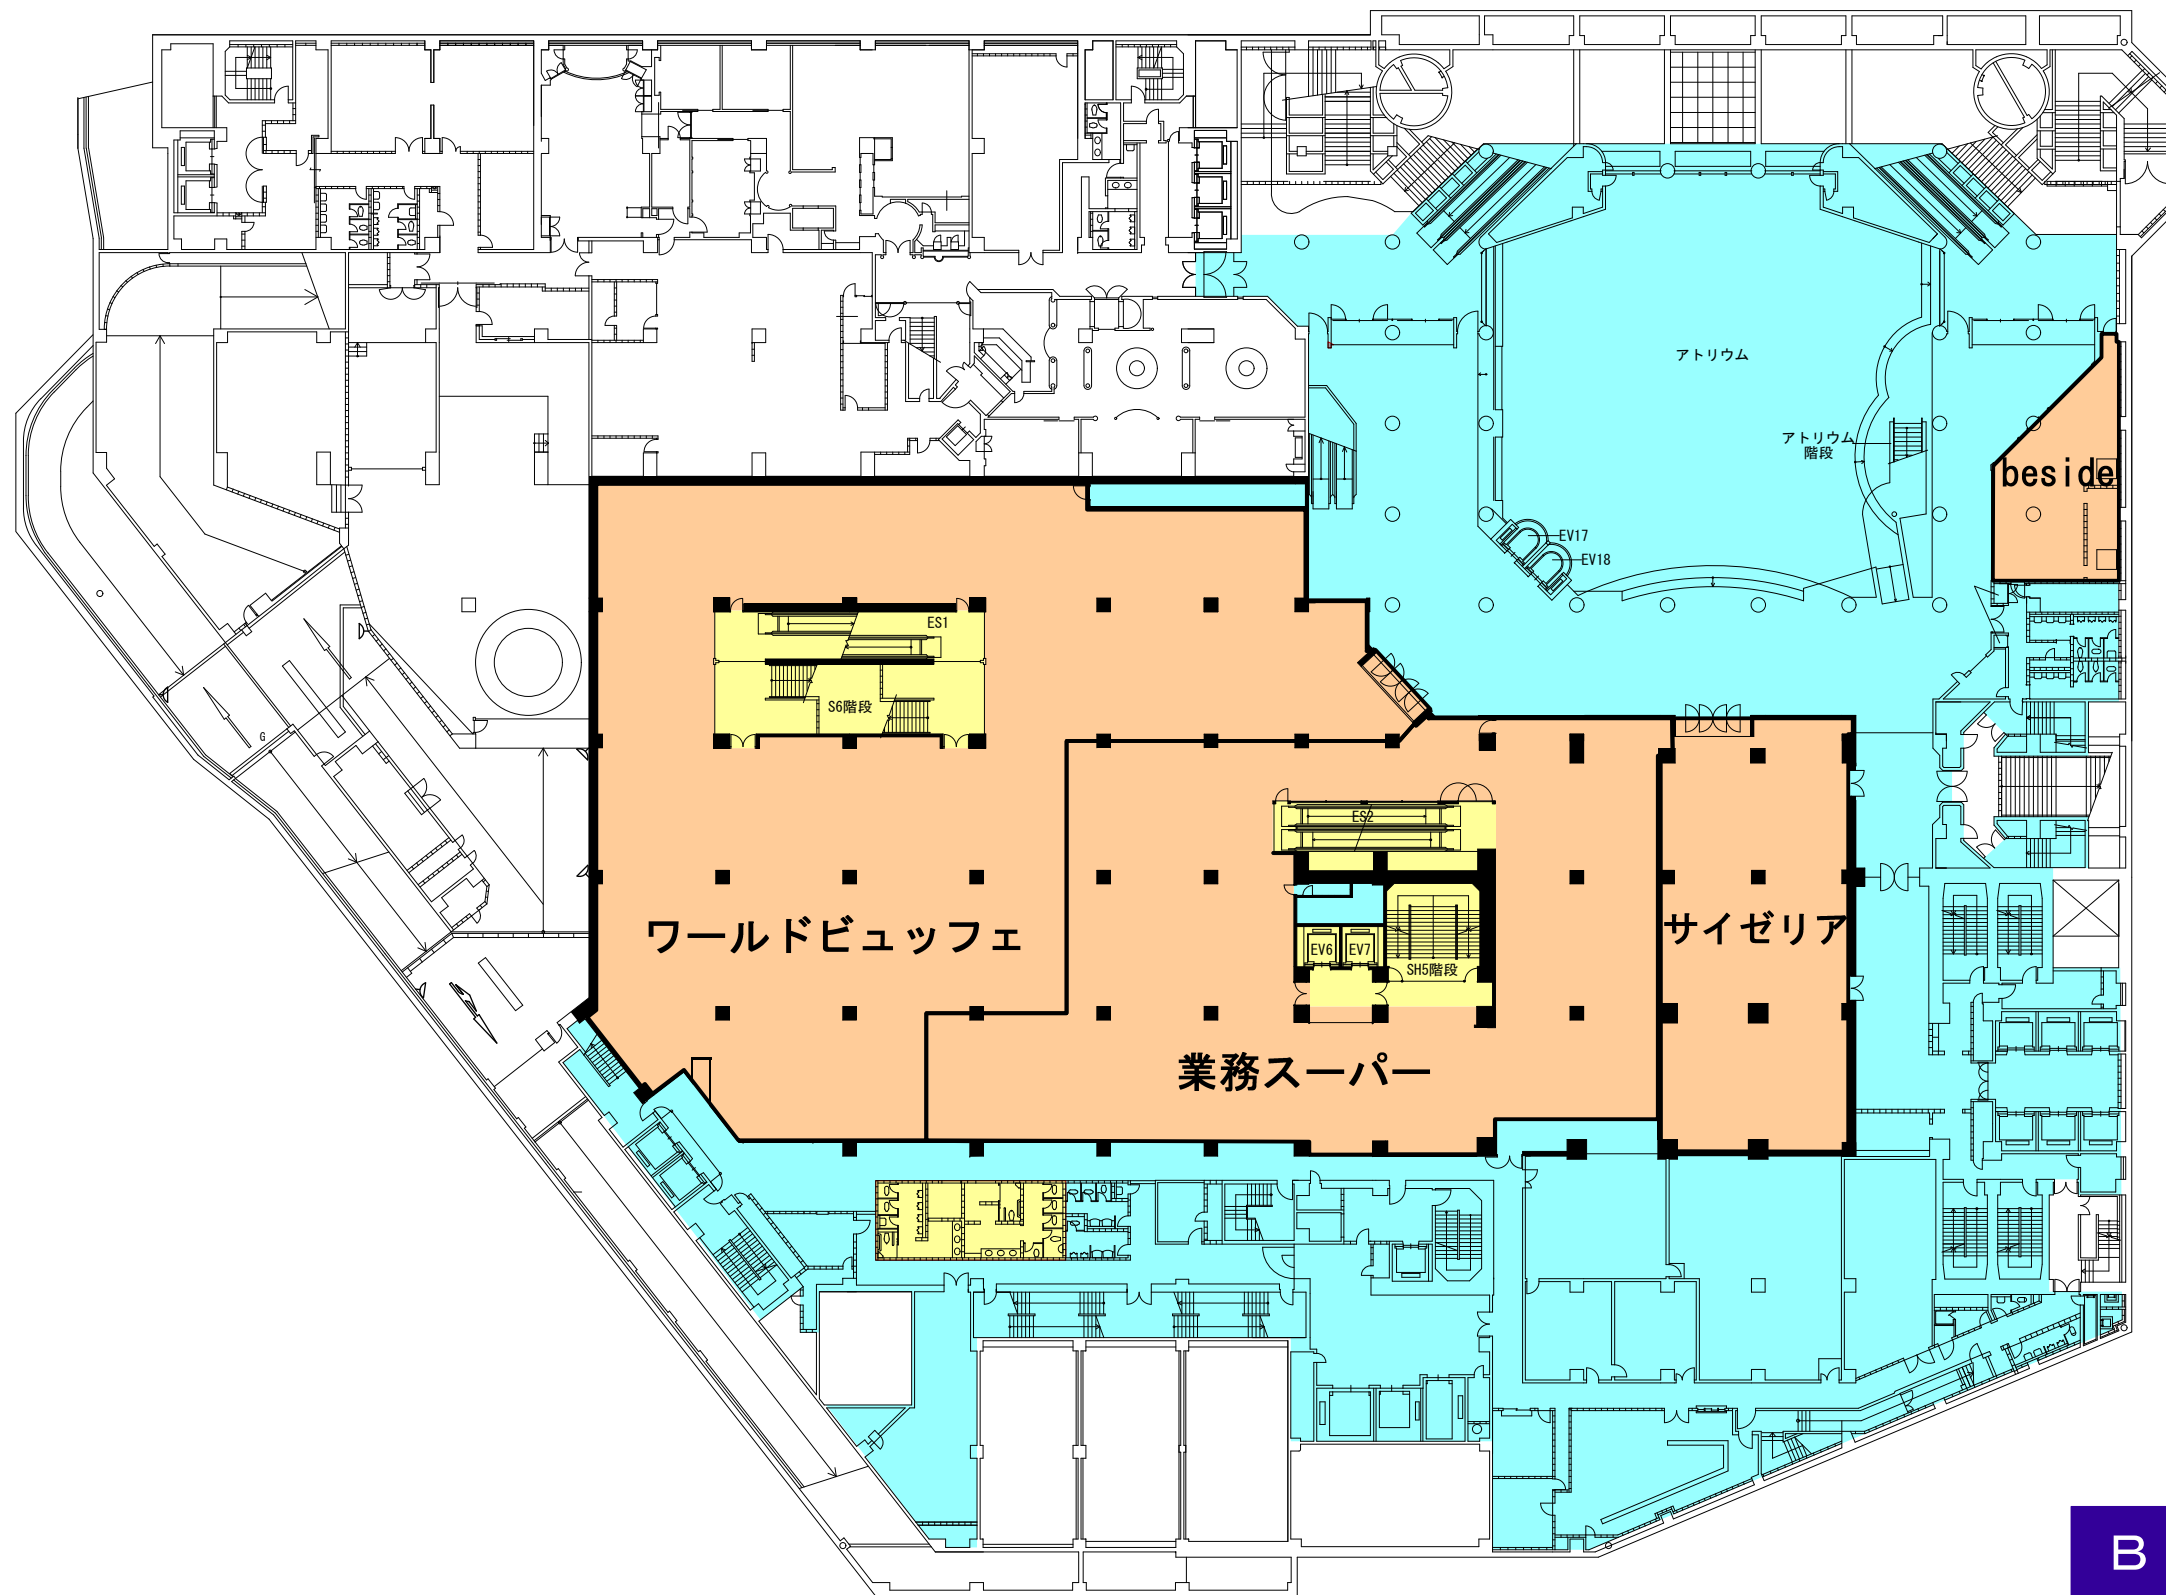 アトリウム
アトリウム
階段
beside
EV17
EV18
ES1
S6階段
G
ES2
ワールドビュッフェ
サイゼリア
EV6
EV7
SH5階段
業務スーパー
B